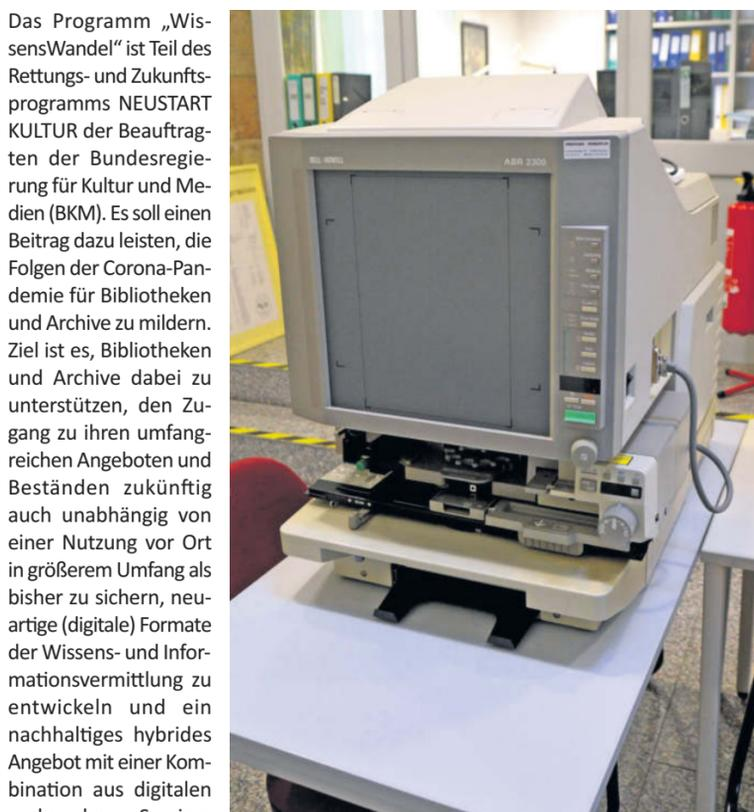 Das Programm „Wis-
sensWandel“ ist Teil des
Rettungs- und Zukunfts-
programms NEUSTART
KULTUR der Beauftrag-
ten der Bundesregie-
rung für Kultur und Me-
dien (BKM). Es soll einen
Beitrag dazu leisten, die
Folgen der Corona-Pan-
demie für Bibliotheken
und Archive zu mildern.
Ziel ist es, Bibliotheken
und Archive dabei zu
unterstützen, den Zu-
gang zu ihren umfang-
reichen Angeboten und
Beständen zukünftig
auch unabhängig von
einer Nutzung vor Ort
in größerem Umfang als
bisher zu sichern, neu-
artige (digitale) Formate
der Wissens- und Infor-
mationsvermittlung zu
entwickeln und ein
nachhaltiges hybrides
Angebot mit einer Kom-
bination aus digitalen
BELL+HOWELL
ABR 2300